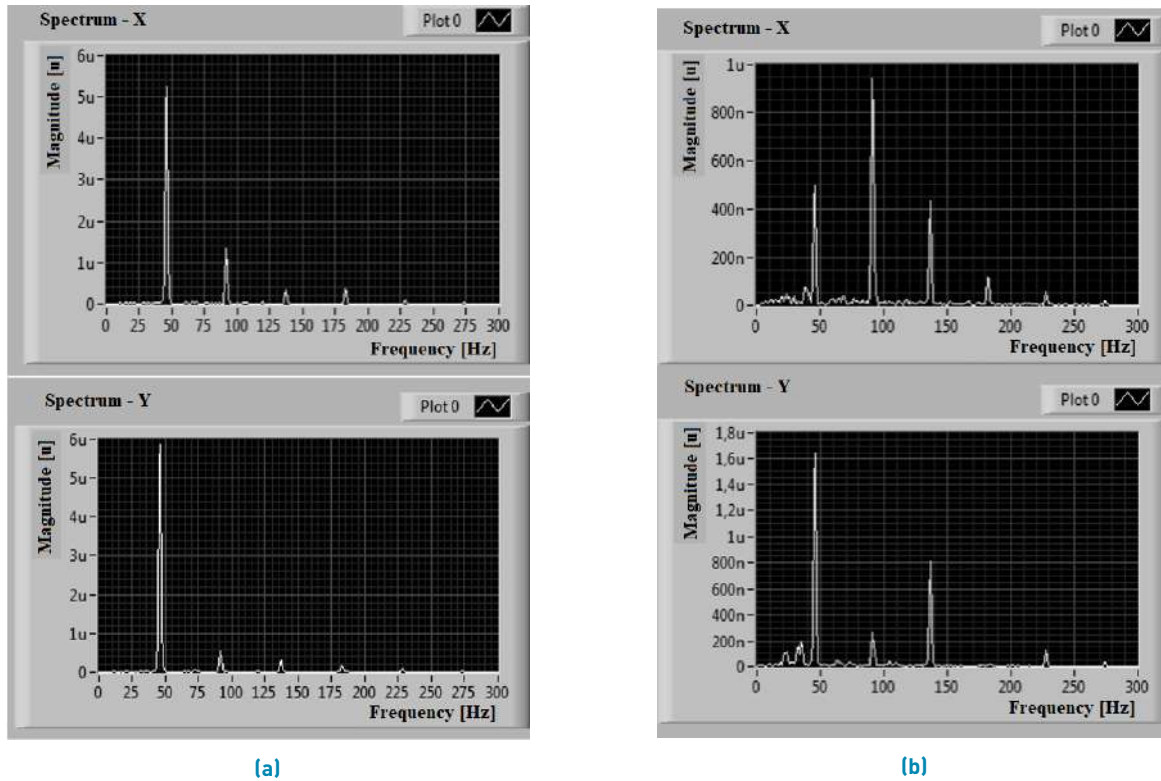 Spectrum - X
Plot 0
Magnitude [u]
6u
5u
4u
3u
2u
1u
0
0 25 50 75 100 125 150 175 200 225 250 275 300
Frequency [Hz]
Spectrum - Y
Plot 0
Magnitude [u]
6u
5u
4u
3u
2u
1u
0
0 25 50 75 100 125 150 175 200 225 250 275 300
Frequency [Hz]
(a)
Spectrum - X
Plot 0
Magnitude [u]
1u
800n
600n
400n
200n
0
0 50 100 150 200 250 300
Frequency [Hz]
Spectrum - Y
Plot 0
Magnitude [u]
1,8u
1,6u
1,4u
1,2u
1u
800n
600n
400n
200n
0
0 50 100 150 200 250 300
Frequency [Hz]
(b)